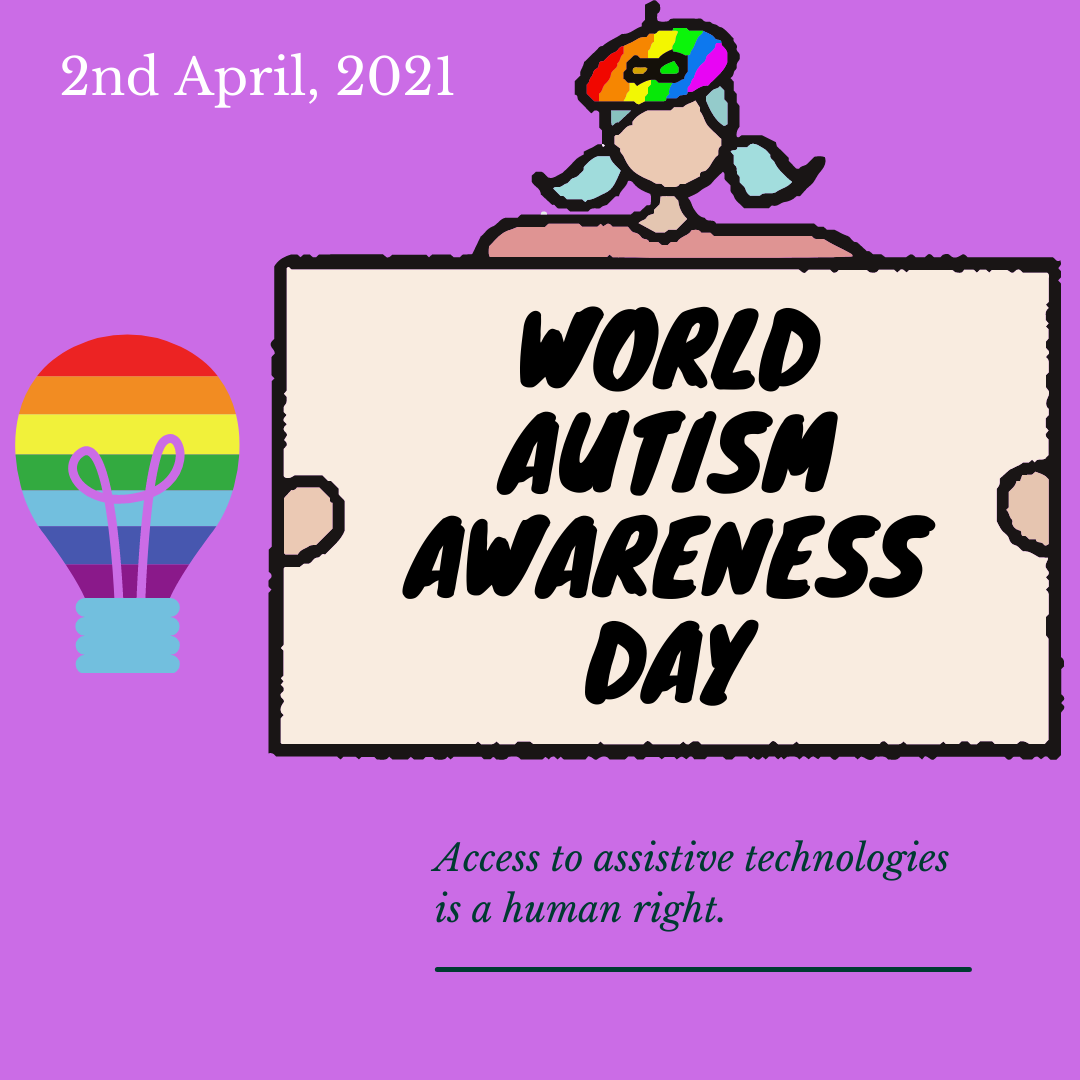 2nd April, 2021
WORLD
AUTISM
AWARENESS
DAY
Access to assistive technologies
is a human right.